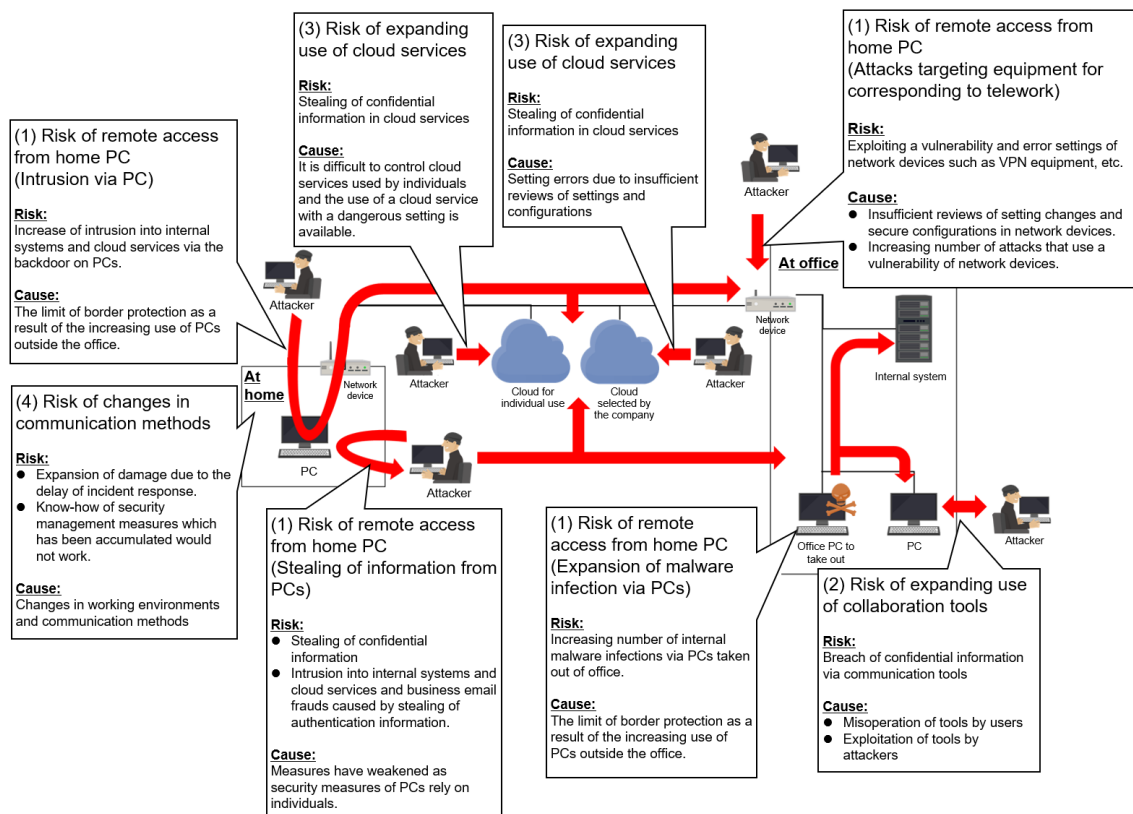 (1) Risk of remote access
from home PC
(Intrusion via PC)
Risk:
Increase of intrusion into internal
systems and cloud services via the
backdoor on PCs.
Cause:
The limit of border protection as a
result of the increasing use of PCs
outside the office.
(3) Risk of expanding
use of cloud services
Risk:
Stealing of confidential
information in cloud services
Cause:
It is difficult to control cloud
services used by individuals
and the use of a cloud service
with a dangerous setting is
available.
(3) Risk of expanding
use of cloud services
Risk:
Stealing of confidential
information in cloud services
Cause:
Setting errors due to insufficient
reviews of settings and
configurations
(1) Risk of remote access from
home PC
(Attacks targeting equipment for
corresponding to telework)
Risk:
Exploiting a vulnerability and error settings of
network devices such as VPN equipment, etc.
Cause:
● Insufficient reviews of setting changes and
secure configurations in network devices.
● Increasing number of attacks that use a
vulnerability of network devices.
Attacker
Attacker
At office
Network
device
Internal system
At
home
Network
device
PC
Attacker
Cloud for
individual use
Cloud
selected by
the company
Attacker
Attacker
Office PC to
take out
PC
Attacker
(4) Risk of changes in
communication methods
Risk:
● Expansion of damage due to the
delay of incident response.
● Know-how of security
management measures which
has been accumulated would
not work.
Cause:
Changes in working environments
and communication methods
(1) Risk of remote access
from home PC
(Stealing of information from
PCs)
Risk:
● Stealing of confidential
information
● Intrusion into internal systems and
cloud services and business email
frauds caused by stealing of
authentication information.
Cause:
Measures have weakened as
security measures of PCs rely on
individuals.
(1) Risk of remote
access from home PC
(Expansion of malware
infection via PCs)
Risk:
Increasing number of internal
malware infections via PCs taken
out of office.
Cause:
The limit of border protection as a
result of the increasing use of
PCs outside the office.
(2) Risk of expanding use
of collaboration tools
Risk:
Breach of confidential information
via communication tools
Cause:
● Misoperation of tools by users
● Exploitation of tools by
attackers